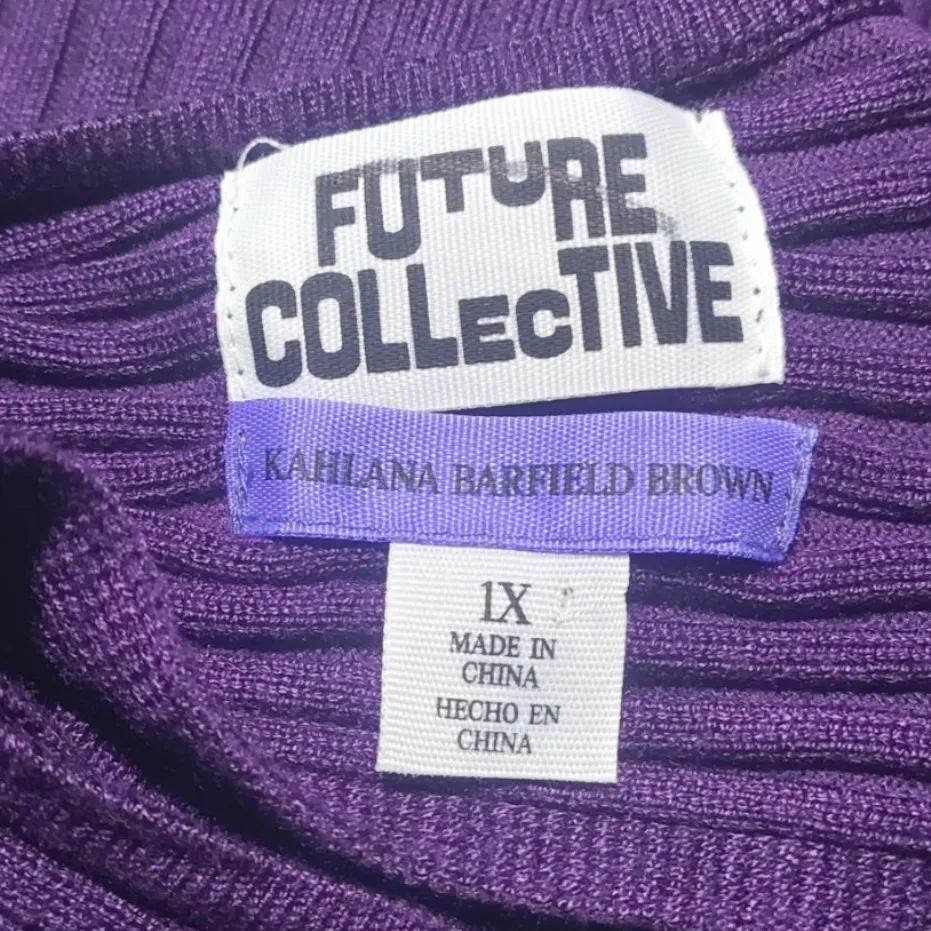 FUTURE
COLLECTIVE
KAHLANA BARFIELD BROWN
1X
MADE IN
CHINA
HECHO EN
CHINA